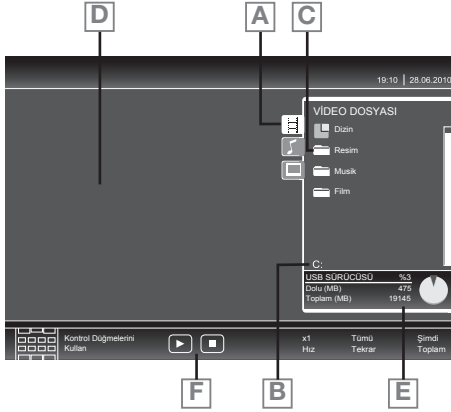 D A C
19:10 | 28.06.2010
VİDEO DOSYASI
Dizin
Resim
Musik
Film
C:
USB SÜRÜCÜSÜ %3
Dolu (MB) 475
Toplam (MB) 19145
Kontrol Düğmelerini
Kullan
x1 Tümü Şimdi
Hız Tekrar Toplam
F B E